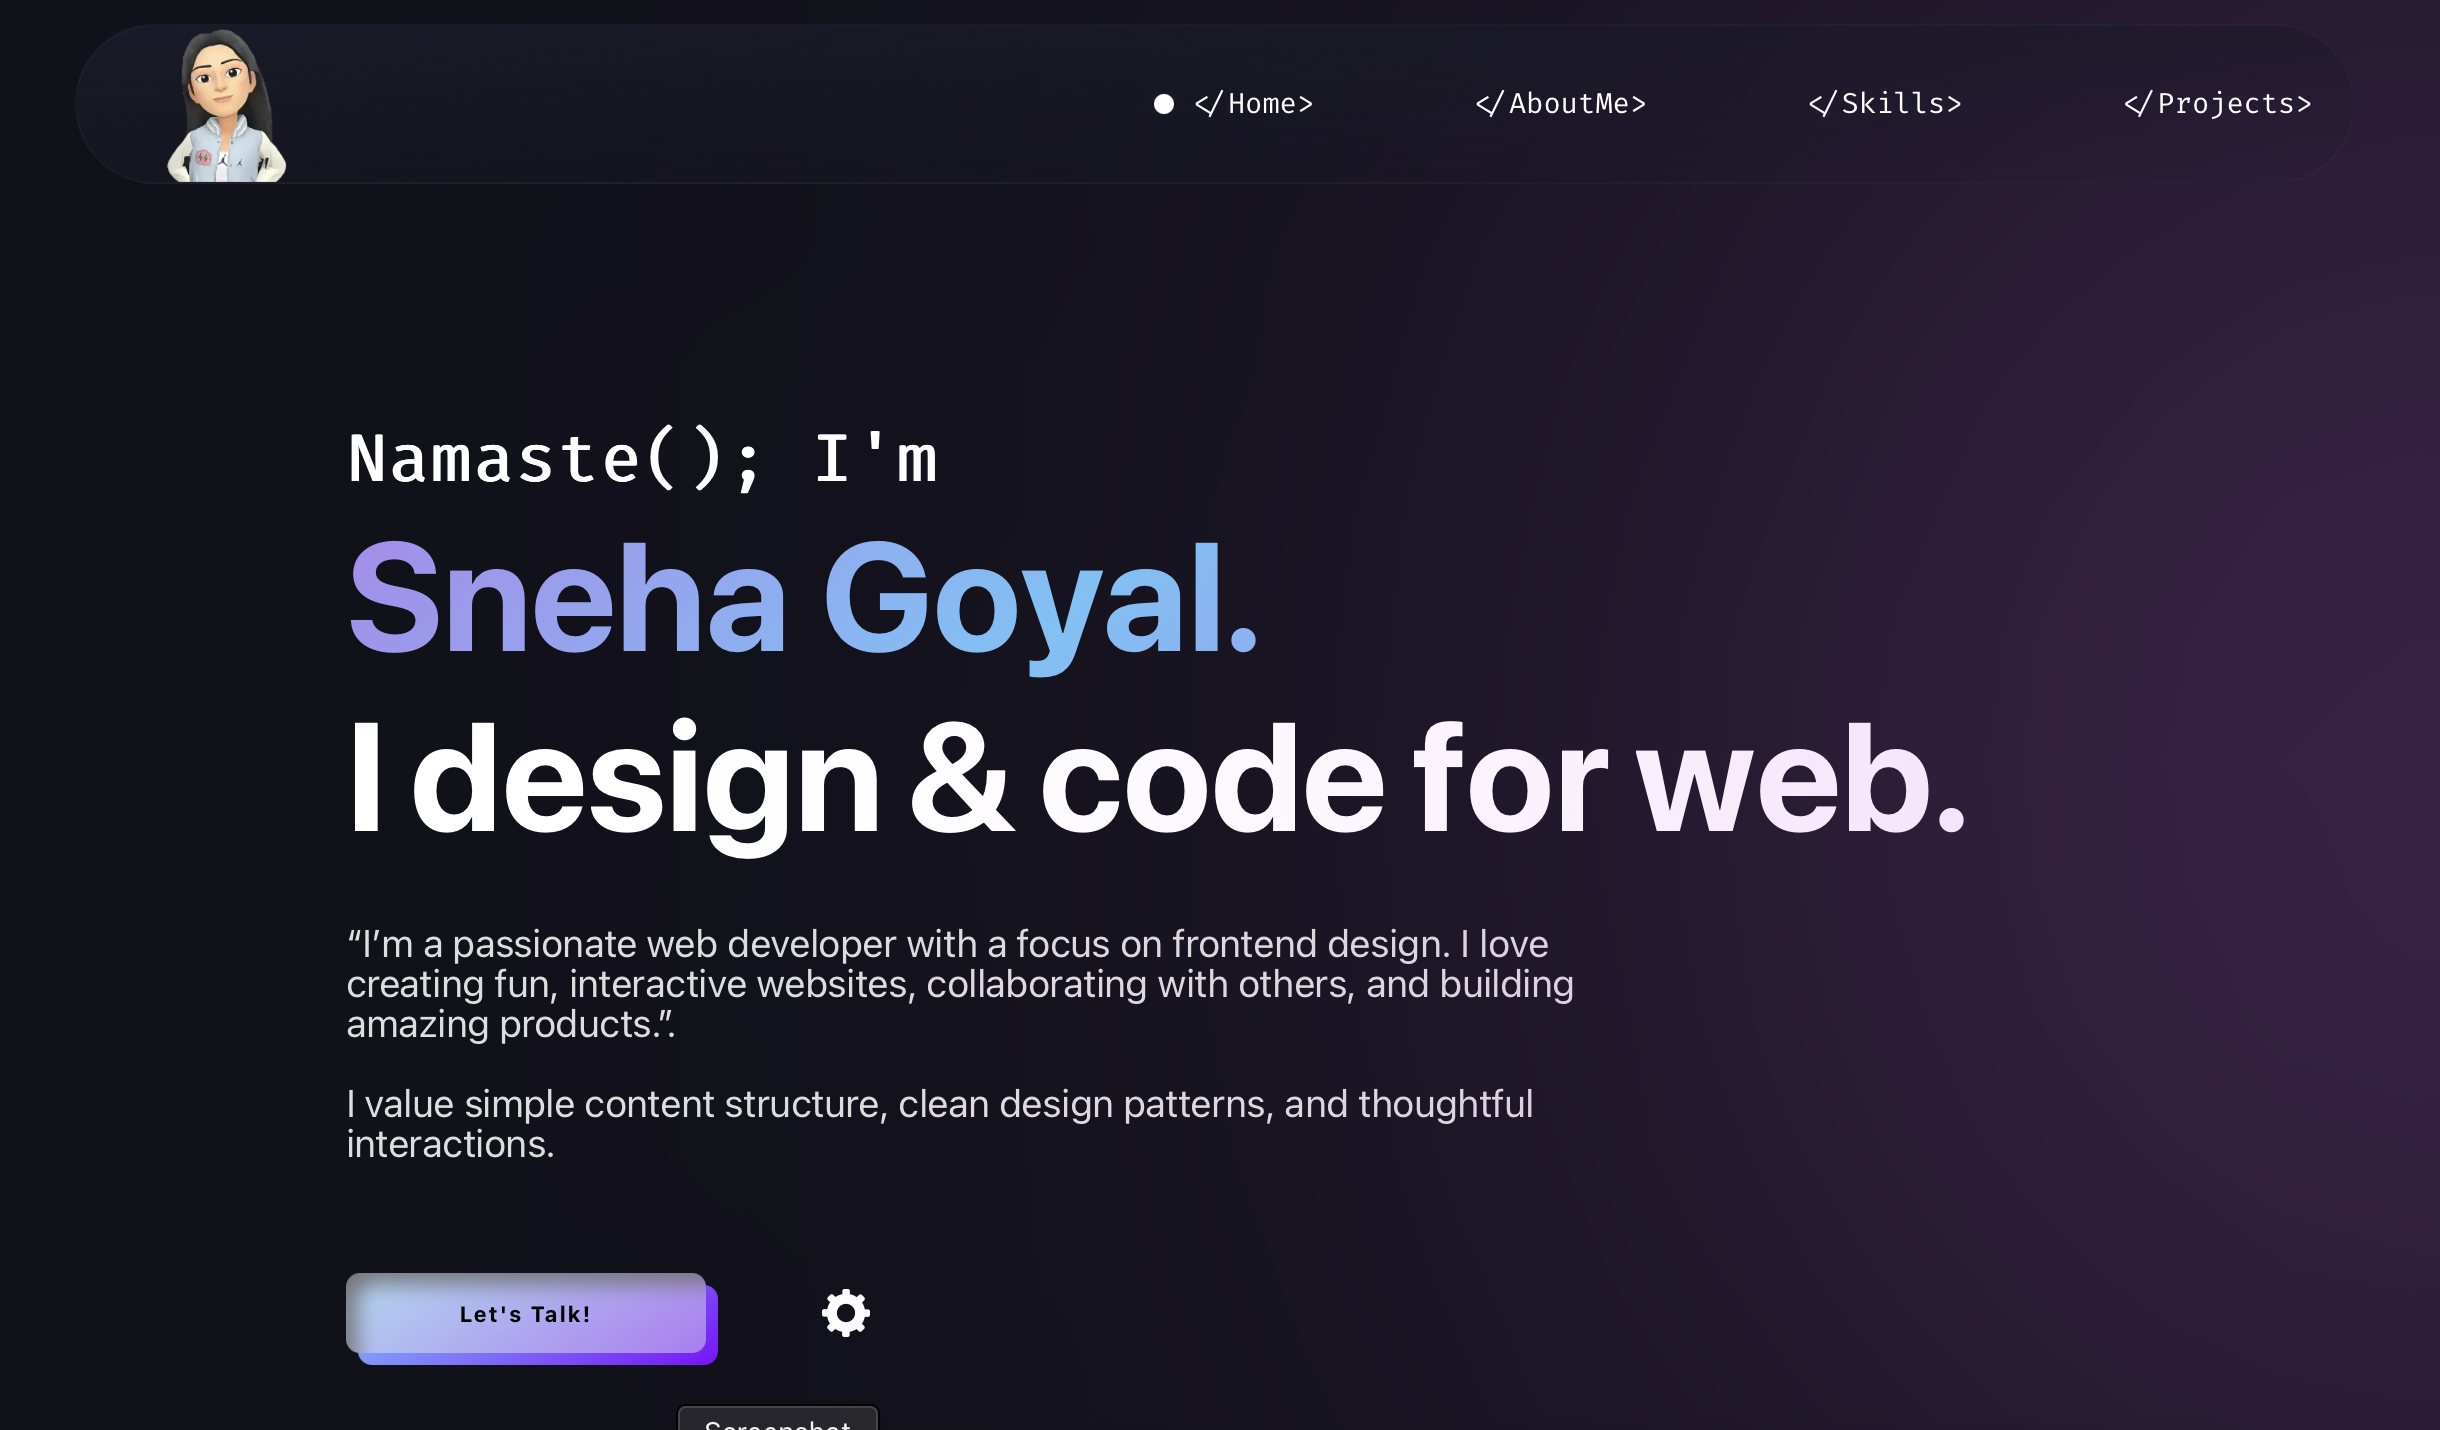 </Home> </AboutMe> </Skills> </Projects>
Namaste(); I'm
Sneha Goyal.
I design & code for web.
“I’m a passionate web developer with a focus on frontend design. I love
creating fun, interactive websites, collaborating with others, and building
amazing products.”.
I value simple content structure, clean design patterns, and thoughtful
interactions.
Let's Talk!
Screenshot